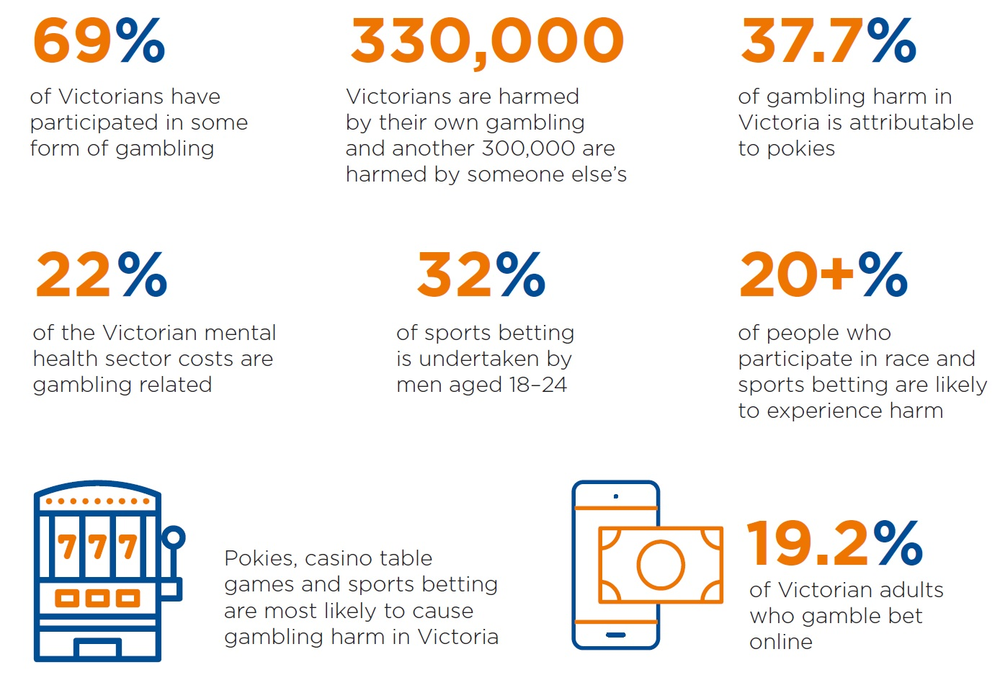 69%
of Victorians have
participated in some
form of gambling
330,000
Victorians are harmed
by their own gambling
and another 300,000 are
harmed by someone else’s
37.7%
of gambling harm in
Victoria is attributable
to pokies
22%
of the Victorian mental
health sector costs are
gambling related
32%
of sports betting
is undertaken by
men aged 18–24
20+%
of people who
participate in race and
sports betting are likely
to experience harm
777
Pokies, casino table
games and sports betting
are most likely to cause
gambling harm in Victoria
19.2%
of Victorian adults
who gamble bet
online